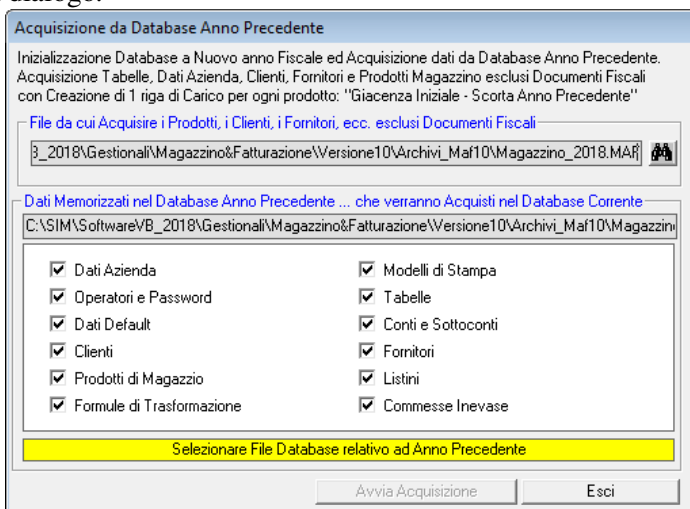 dialogo.
Acquisizione da Database Anno Precedente
Inizializzazione Database a Nuovo anno Fiscale ed Acquisizione dati da Database Anno Precedente.
Acquisizione Tabelle, Dati Azienda, Clienti, Fornitori e Prodotti Magazzino esclusi Documenti Fiscali
con Creazione di 1 riga di Carico per ogni prodotto: "Giacenza Iniziale - Scorta Anno Precedente"
File da cui Acquisire i Prodotti, i Clienti, i Fornitori, ecc. esclusi Documenti Fiscali
3_2018\Gestionali\Magazzino&Fatturazione\Versione10\Archivi_Maf10\Magazzino_2018.MAF
Dati Memorizzati nel Database Anno Precedente ... che verranno Acquisti nel Database Corrente
C:\SIM\SoftwareVB_2018\Gestionali\Magazzino&Fatturazione\Versione10\Archivi_Maf10\Magazzin
Dati Azienda
Modelli di Stampa
Operatori e Password
Tabelle
Dati Default
Conti e Sottoconti
Clienti
Fornitori
Prodotti di Magazzio
Listini
Formule di Trasformazione
Commesse Inevase
Selezionare File Database relativo ad Anno Precedente
Avvia Acquisizione
Esci